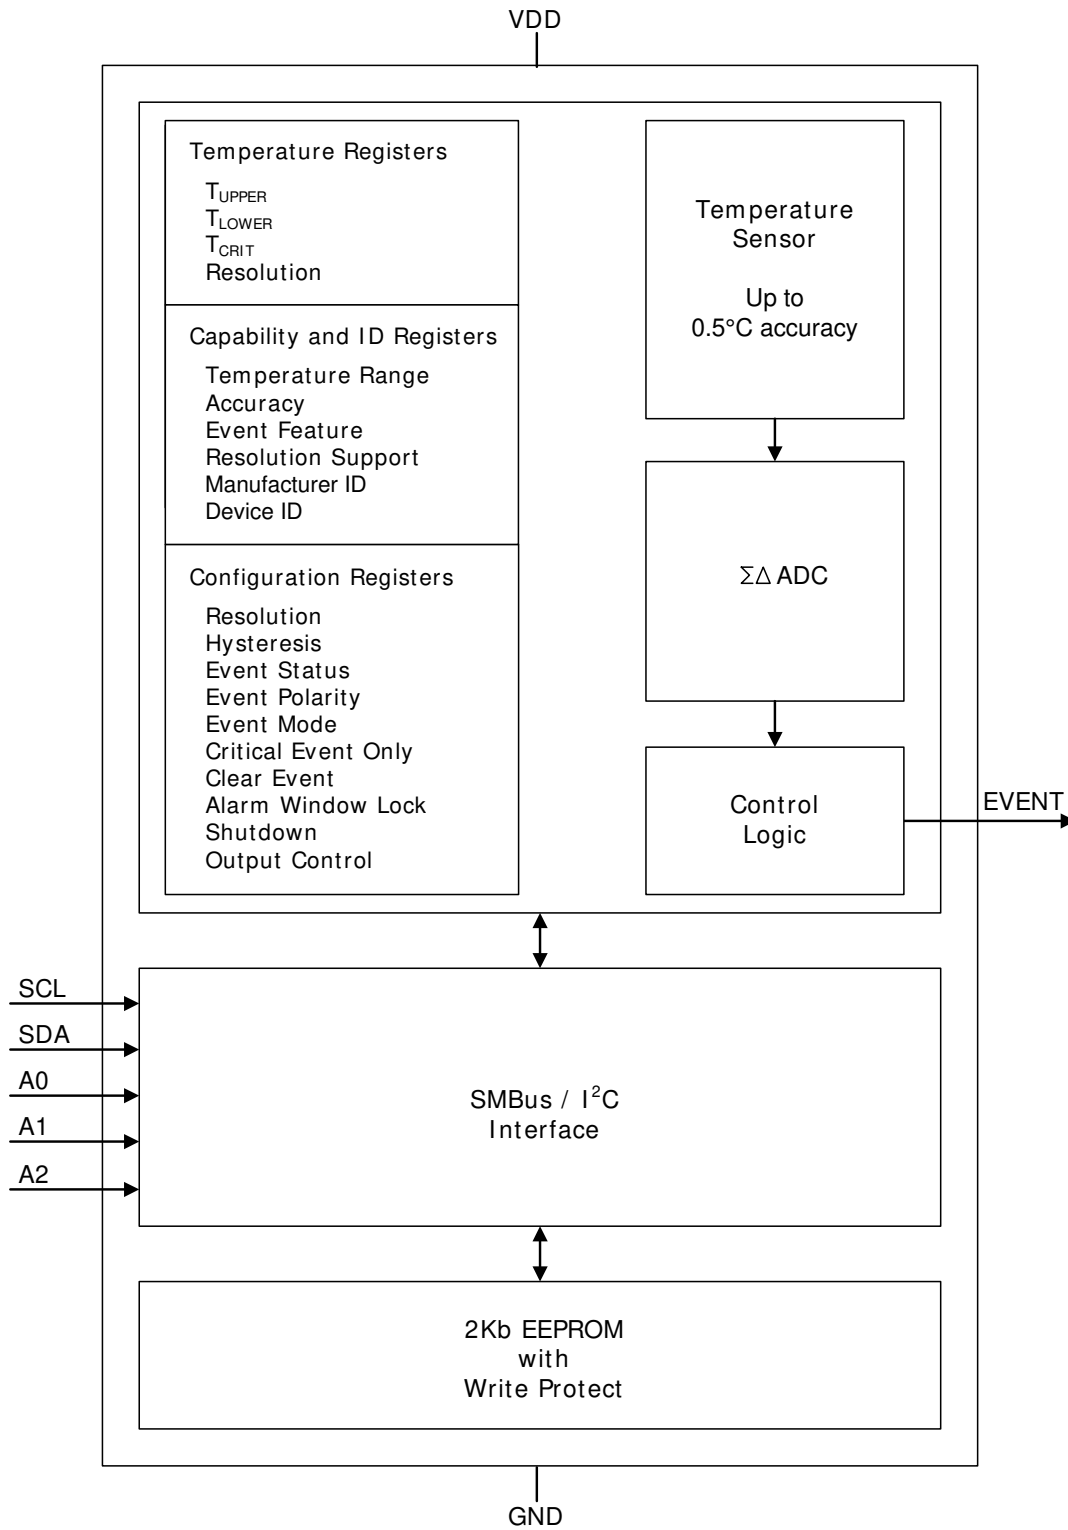 VDD
Temperature Registers
TUPPER
TLOWER
TCRIT
Resolution
Capability and ID Registers
Temperature Range
Accuracy
Event Feature
Resolution Support
Manufacturer ID
Device ID
Configuration Registers
Resolution
Hysteresis
Event Status
Event Polarity
Event Mode
Critical Event Only
Clear Event
Alarm Window Lock
Shutdown
Output Control
Temperature
Sensor
Up to
0.5°C accuracy
ΣΔ ADC
Control
Logic
EVENT
SCL
SDA
A0
A1
A2
SMBus / I²C
Interface
2Kb EEPROM
with
Write Protect
GND